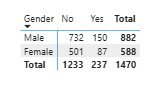 Gender No Yes Total
Male 732 150 882
Female 501 87 588
Total 1233 237 1470